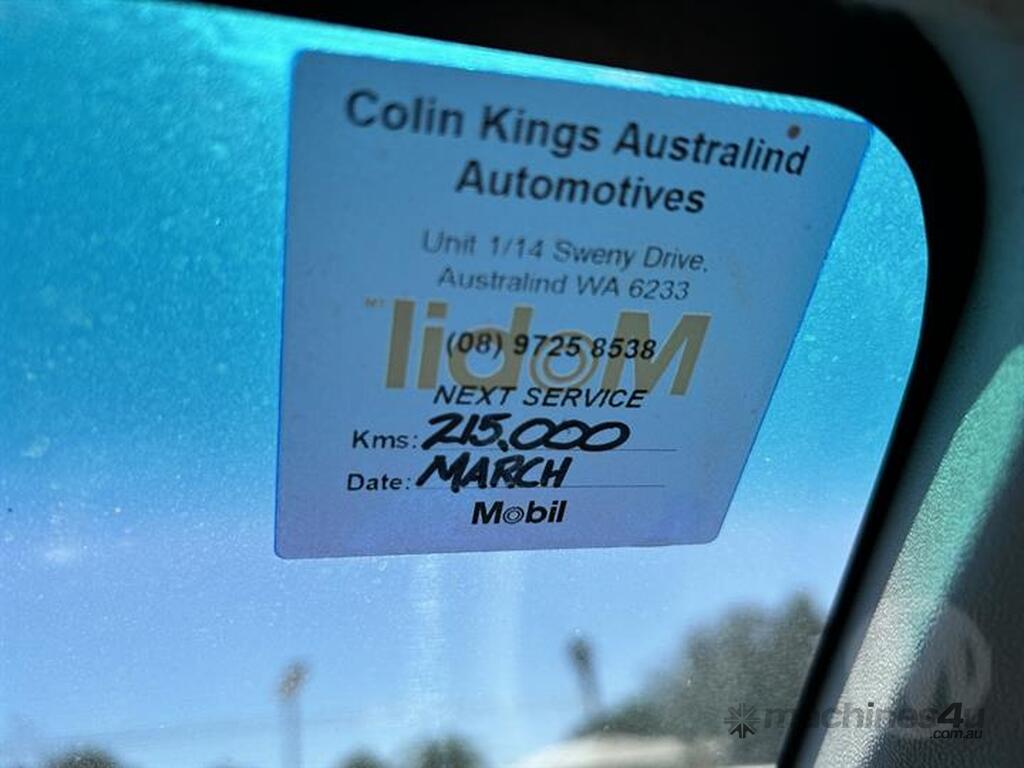 Colin Kings Australind
Automotives
Unit 1/14 Sweny Drive,
Australind WA 6233
Mobil
(08) 9725 8538
NEXT SERVICE
Kms: 215.000
Date: MARCH
Mobil
machines4u
.com.au